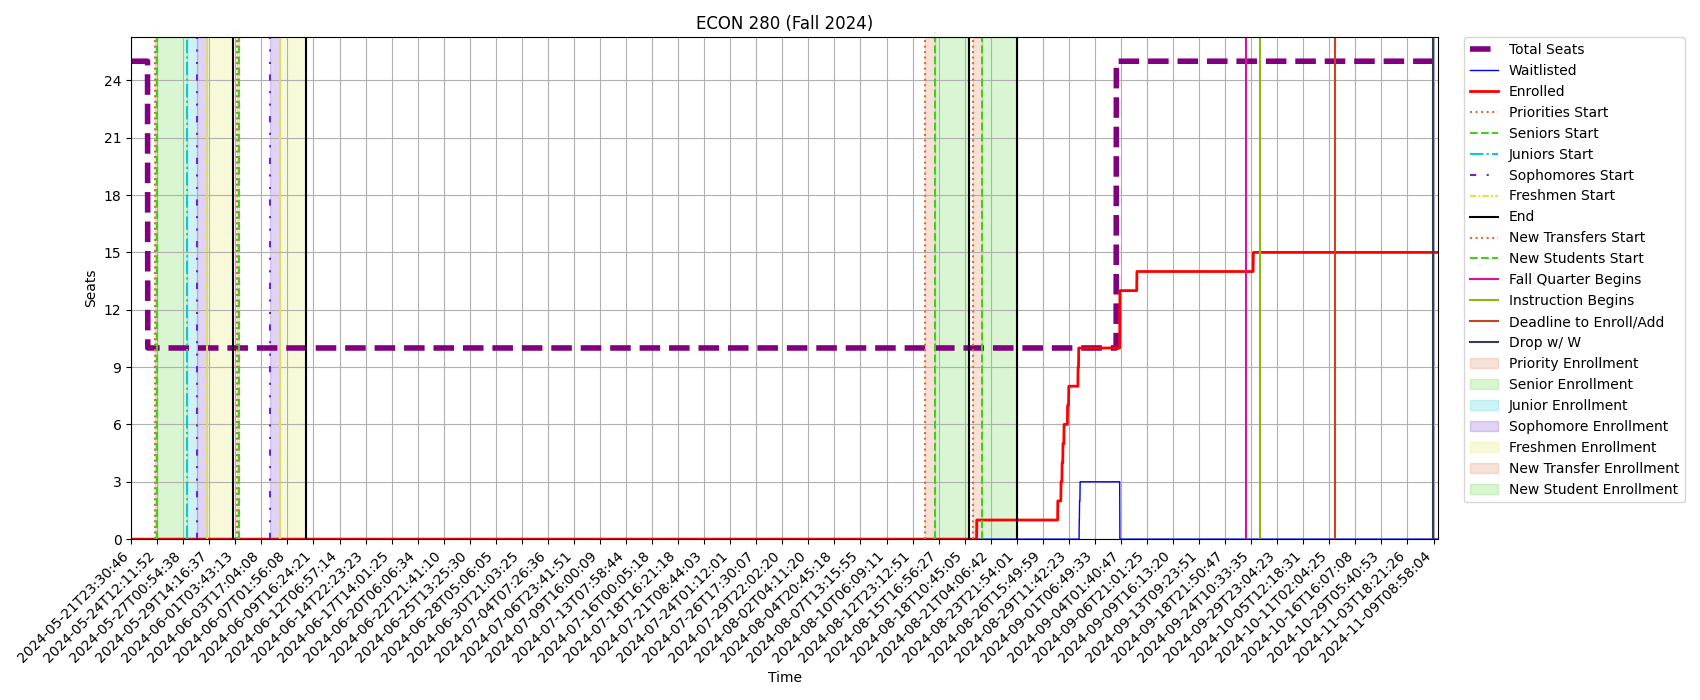 ECON 280 (Fall 2024)
Seats
24
21
18
15
12
9
6
3
0
2024-05-21T23:30:46
2024-05-24T12:11:52
2024-05-27T00:54:38
2024-05-29T14:16:37
2024-06-01T03:43:13
2024-06-03T17:04:08
2024-06-07T01:56:08
2024-06-09T16:24:21
2024-06-12T06:57:14
2024-06-14T22:23:23
2024-06-17T14:01:25
2024-06-20T06:06:34
2024-06-22T21:41:10
2024-06-25T13:25:30
2024-06-28T05:06:05
2024-06-30T21:03:25
2024-07-04T07:26:36
2024-07-06T23:41:51
2024-07-09T16:00:09
2024-07-13T07:58:44
2024-07-16T00:05:19
2024-07-18T16:21:18
2024-07-21T08:44:03
2024-07-24T01:12:01
2024-07-26T17:30:07
2024-07-29T22:02:20
2024-08-02T04:11:20
2024-08-04T20:45:18
2024-08-07T13:15:55
2024-08-10T06:09:11
2024-08-12T23:12:51
2024-08-15T16:56:27
2024-08-18T10:45:05
2024-08-21T04:06:42
2024-08-23T21:54:01
2024-08-26T15:49:59
2024-08-29T11:42:23
2024-09-01T06:49:33
2024-09-04T01:40:47
2024-09-06T21:01:25
2024-09-09T16:13:20
2024-09-13T09:23:51
2024-09-18T21:50:47
2024-09-24T10:33:35
2024-09-29T23:04:23
2024-10-05T12:18:31
2024-10-11T02:04:25
2024-10-16T16:07:08
2024-10-29T05:40:53
2024-11-03T18:21:26
2024-11-09T08:58:04
Time
Total Seats
Waitlisted
Enrolled
Priorities Start
Seniors Start
Juniors Start
Sophomores Start
Freshmen Start
End
New Transfers Start
New Students Start
Fall Quarter Begins
Instruction Begins
Deadline to Enroll/Add
Drop w/ W
Priority Enrollment
Senior Enrollment
Junior Enrollment
Sophomore Enrollment
Freshmen Enrollment
New Transfer Enrollment
New Student Enrollment